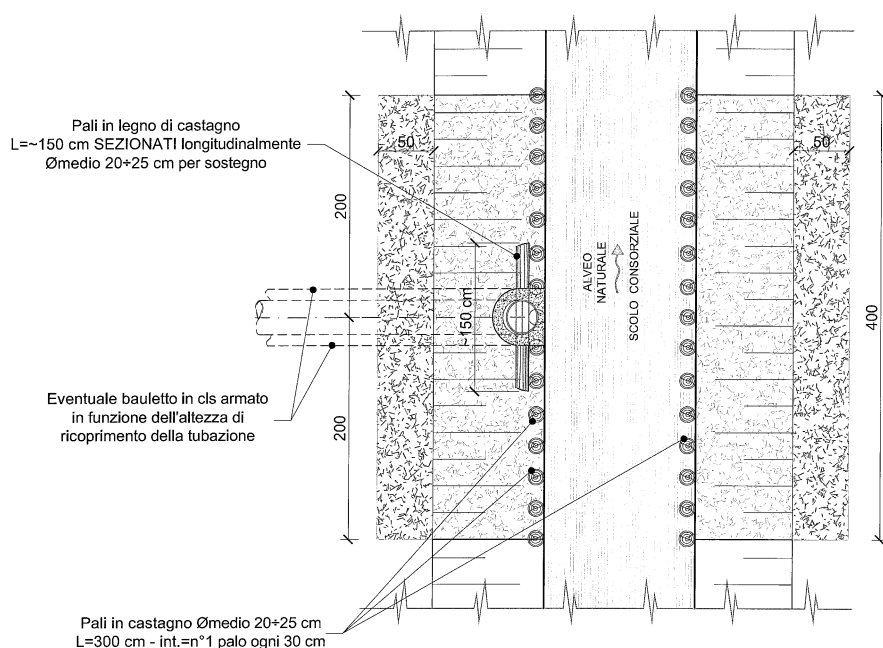 Pali in legno di castagno
L=~150 cm SEZIONATI longitudinalmente
Ømedio 20÷25 cm per sostegno
50
50
200
400
ALVEO
NATURALE
SCOLO CONSORZIALE
~150 cm
Eventuale bauletto in cls armato
in funzione dell'altezza di
ricoprimento della tubazione
200
Pali in castagno Ømedio 20÷25 cm
L=300 cm - int.=n°1 palo ogni 30 cm